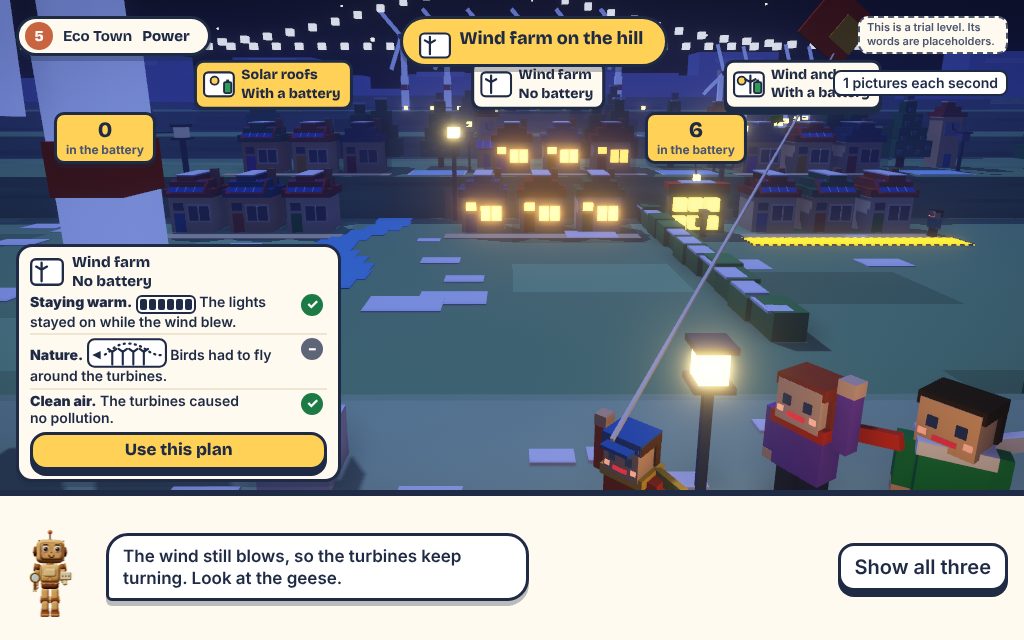 5 Eco Town Power
Wind farm on the hill
This is a trial level. Its
words are placeholders.
Solar roofs
With a battery
Wind farm
No battery
Wind and
With a battery
1 pictures each second
0
in the battery
6
in the battery
Wind farm
No battery
Staying warm. The lights
stayed on while the wind blew.
Nature. Birds had to fly
around the turbines.
Clean air. The turbines caused
no pollution.
Use this plan
The wind still blows, so the turbines keep
turning. Look at the geese.
Show all three